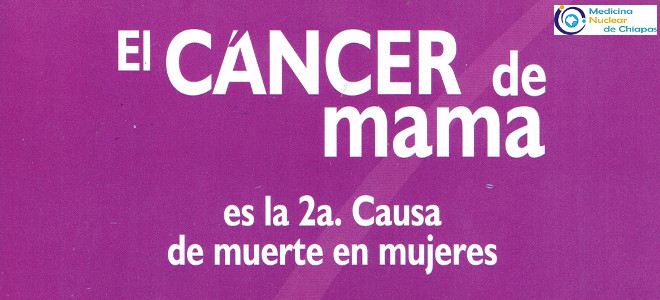 El CÁNCER de
mama
es la 2a. Causa
de muerte en mujeres
Medicina
Nuclear
de Chiapas